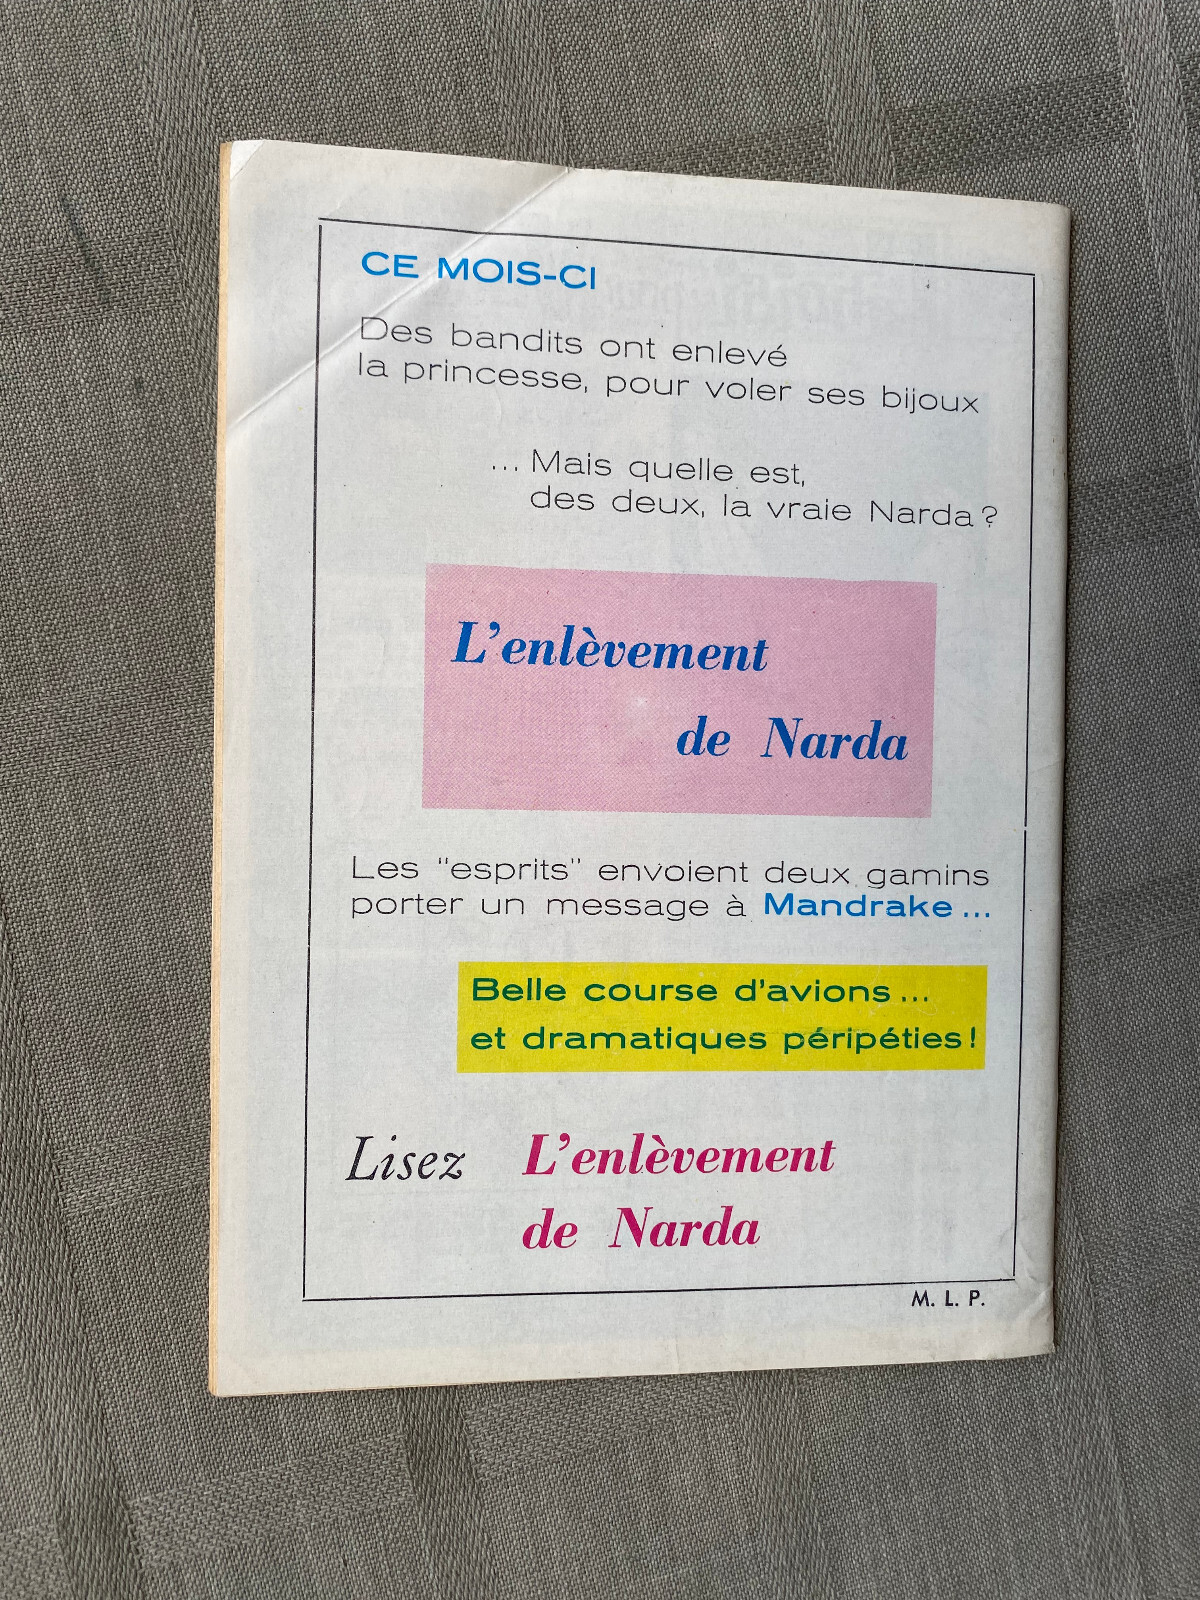 CE MOIS-CI
Des bandits ont enlevé
la princesse, pour voler ses bijoux
... Mais quelle est,
des deux, la vraie Narda ?
L'enlèvement
de Narda
Les "esprits" envoient deux gamins
porter un message à Mandrake ...
Belle course d'avions ...
et dramatiques péripéties !
Lisez L'enlèvement
de Narda
M. L. P.